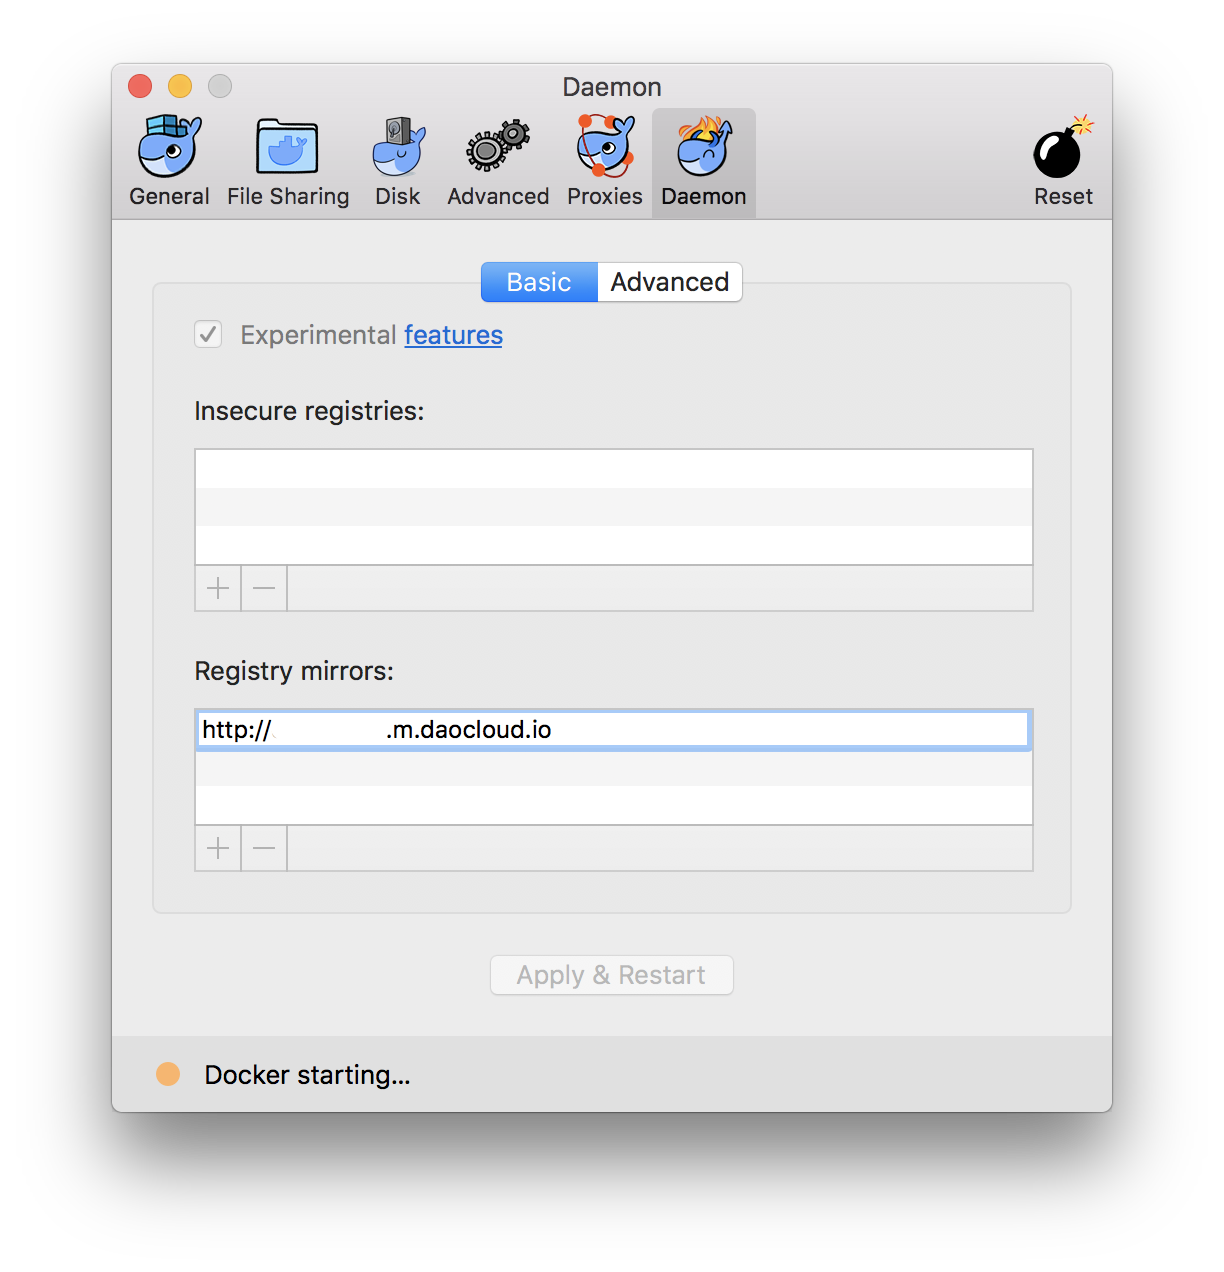 Daemon
General File Sharing Disk Advanced Proxies Daemon Reset
Basic Advanced
Experimental features
Insecure registries:
Registry mirrors:
http:// .m.daocloud.io
Apply & Restart
Docker starting...